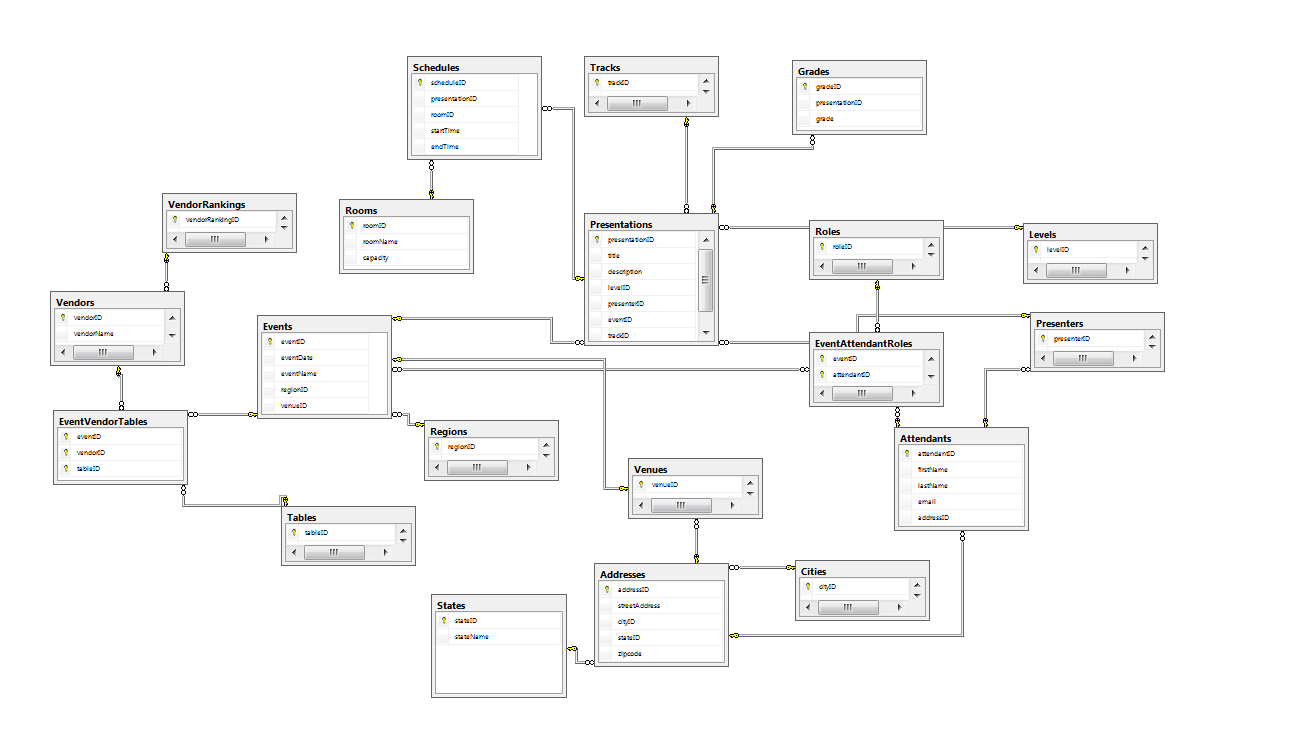 Schedules
scheduleID
presentationID
roomID
startTime
endTime
Tracks
trackID
Grades
gradeID
presentationID
grade
VendorRankings
vendorRankingID
Rooms
roomID
roomName
capacity
Presentations
presentationID
title
description
levelID
presenterID
eventID
trackID
Roles
roleID
Levels
levelID
Vendors
vendorID
vendorName
Events
eventID
eventDate
eventName
regionID
venueID
EventAttendantRoles
eventID
attendantID
Presenters
presenterID
EventVendorTables
eventID
vendorID
tableID
Regions
regionID
Attendants
attendantID
firstName
lastName
email
addressID
Venues
venueID
Tables
tableID
Addresses
addressID
streetAddress
cityID
stateID
zipcode
Cities
cityID
States
stateID
stateName